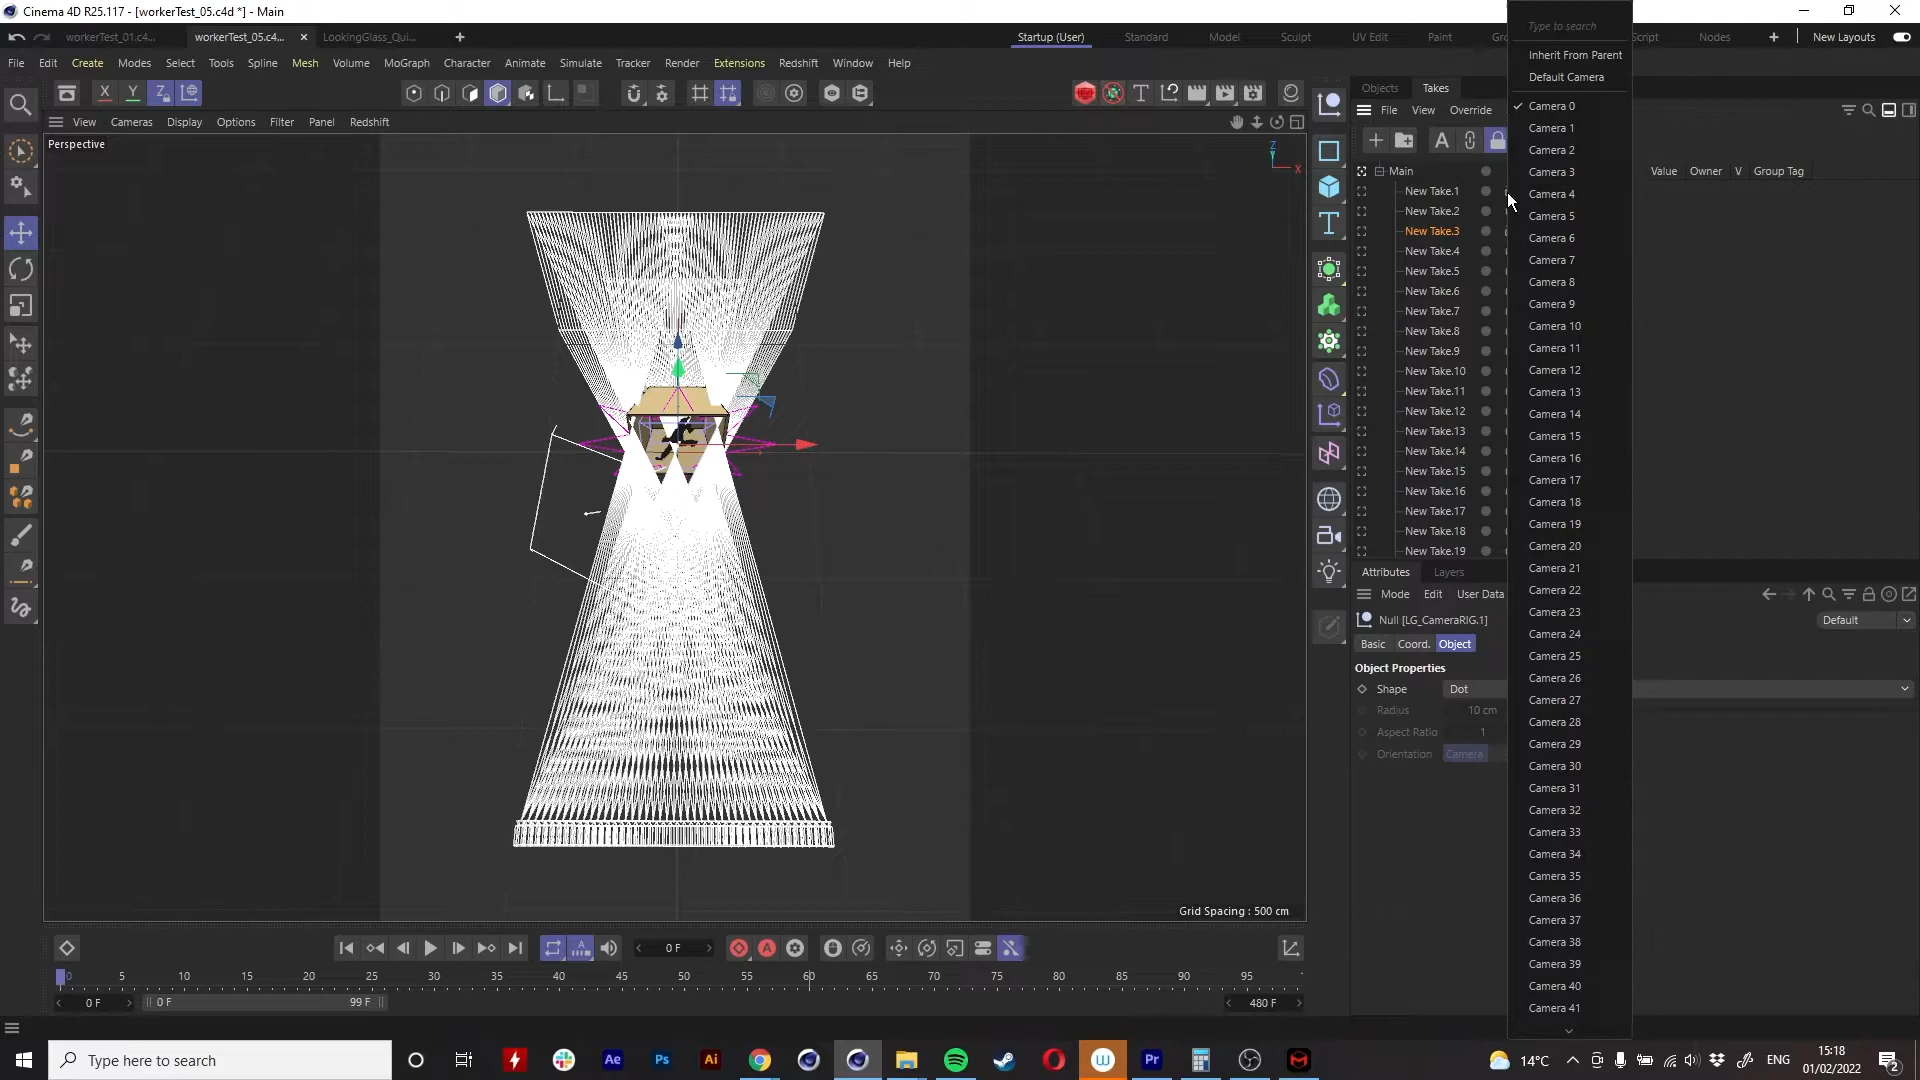 Cinema 4D R25.117 - [workerTest_05.c4d *] - Main
workerTest_01.c4...
workerTest_05.c4d...
LookingGlass_Qui...
Startup (User)
Standard
Model
Sculpt
UV Edit
Paint
Gro
Script
Nodes
New Layouts
File Edit Create Modes Select Tools Spline Mesh Volume MoGraph Character Animate Simulate Tracker Render Extensions Redshift Window Help
X Y Z
View Cameras Display Options Filter Panel Redshift
Perspective
Z
X
Grid Spacing : 500 cm
Objects Takes
File View Override
Main
New Take.1
New Take.2
New Take.3
New Take.4
New Take.5
New Take.6
New Take.7
New Take.8
New Take.9
New Take.10
New Take.11
New Take.12
New Take.13
New Take.14
New Take.15
New Take.16
New Take.17
New Take.18
New Take.19
Value Owner V Group Tag
Type to search
Inherit From Parent
Default Camera
Camera 0
Camera 1
Camera 2
Camera 3
Camera 4
Camera 5
Camera 6
Camera 7
Camera 8
Camera 9
Camera 10
Camera 11
Camera 12
Camera 13
Camera 14
Camera 15
Camera 16
Camera 17
Camera 18
Camera 19
Camera 20
Camera 21
Camera 22
Camera 23
Camera 24
Camera 25
Camera 26
Camera 27
Camera 28
Camera 29
Camera 30
Camera 31
Camera 32
Camera 33
Camera 34
Camera 35
Camera 36
Camera 37
Camera 38
Camera 39
Camera 40
Camera 41
Attributes Layers
Mode Edit User Data
Null [LG_CameraRIG.1]
Default
Basic Coord. Object
Object Properties
Shape Dot
Radius 10 cm
Aspect Ratio 1
Orientation Camera
0 F
0 5 10 15 20 25 30 35 40 45 50 55 60 65 70 75 80 85 90 95
0 F 0 F 99 F 480 F
Type here to search
Ae Ps Ai Pr
14°C
ENG
15:18
01/02/2022
2